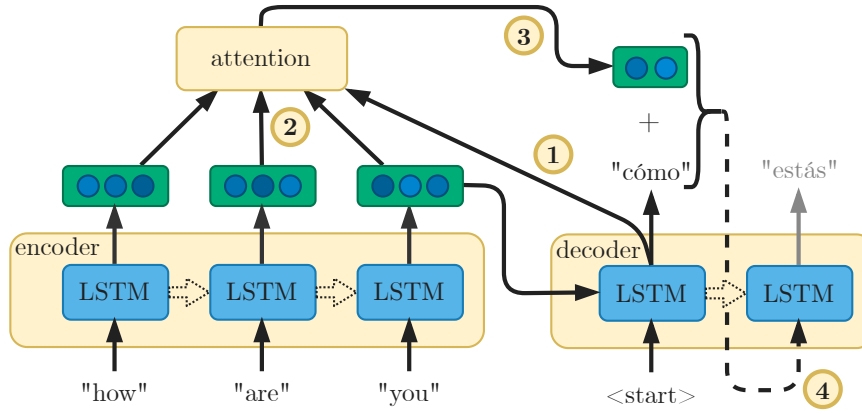 attention
3
2
1
+
"cómo"
"estás"
encoder
decoder
LSTM
LSTM
LSTM
LSTM
LSTM
"how"
"are"
"you"
<start>
4